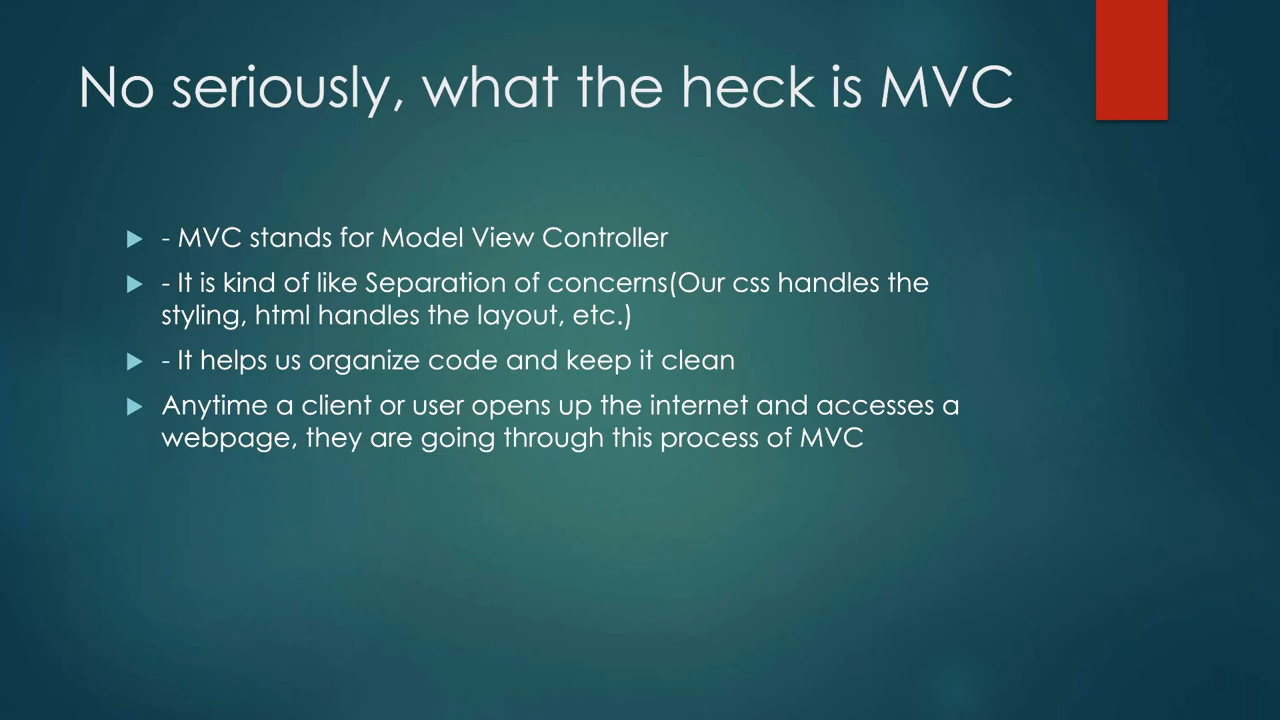 No seriously, what the heck is MVC
- MVC stands for Model View Controller
- It is kind of like Separation of concerns(Our css handles the
styling, html handles the layout, etc.)
- It helps us organize code and keep it clean
Anytime a client or user opens up the internet and accesses a
webpage, they are going through this process of MVC